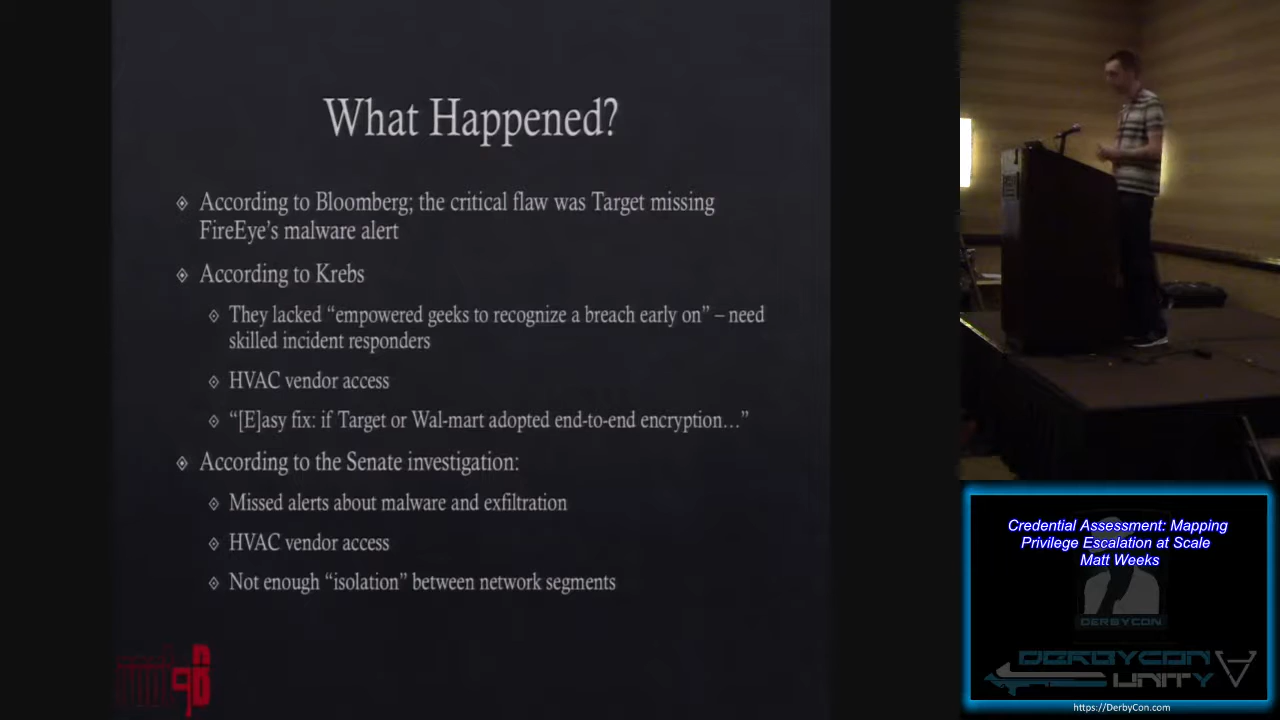 What Happened?
According to Bloomberg; the critical flaw was Target missing
FireEye's malware alert
According to Krebs
They lacked “empowered geeks to recognize a breach early on” – need
skilled incident responders
HVAC vendor access
“[E]asy fix: if Target or Wal-mart adopted end-to-end encryption…”
According to the Senate investigation:
Missed alerts about malware and exfiltration
HVAC vendor access
Not enough “isolation” between network segments
Credential Assessment: Mapping
Privilege Escalation at Scale
Matt Weeks
DERBYCON
DERBYCON
UNITY
https://DerbyCon.com